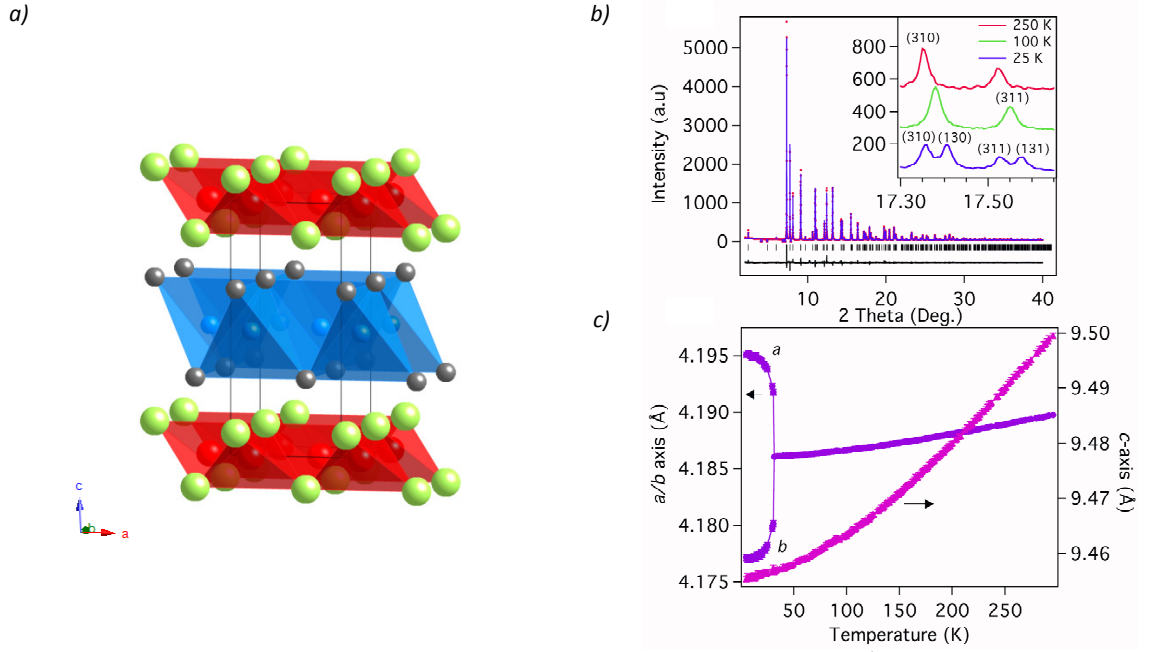 a)
c
b
a
b)
Intensity (a.u)
5000
4000
3000
2000
1000
0
10
20
30
40
2 Theta (Deg.)
250 K
100 K
25 K
800
600
400
200
(310)
(311)
(310)
(130)
(311)
(131)
17.30
17.50
c)
a/b axis (Å)
4.195
4.190
4.185
4.180
4.175
a
b
9.50
9.49
9.48
9.47
9.46
c-axis (Å)
50
100
150
200
250
Temperature (K)